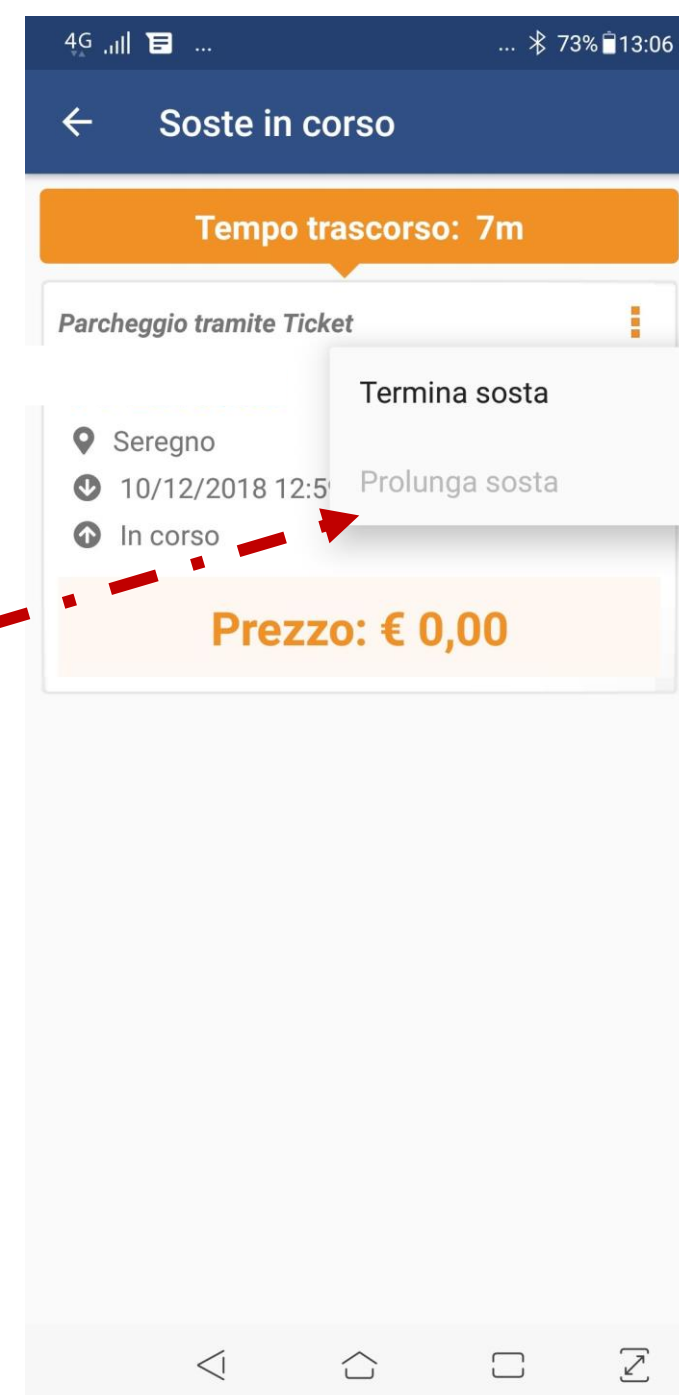 4G ... ... 73% 13:06
Soste in corso
Tempo trascorso: 7m
Parcheggio tramite Ticket
Termina sosta
Seregno
10/12/2018 12:5
Prolunga sosta
In corso
Prezzo: € 0,00